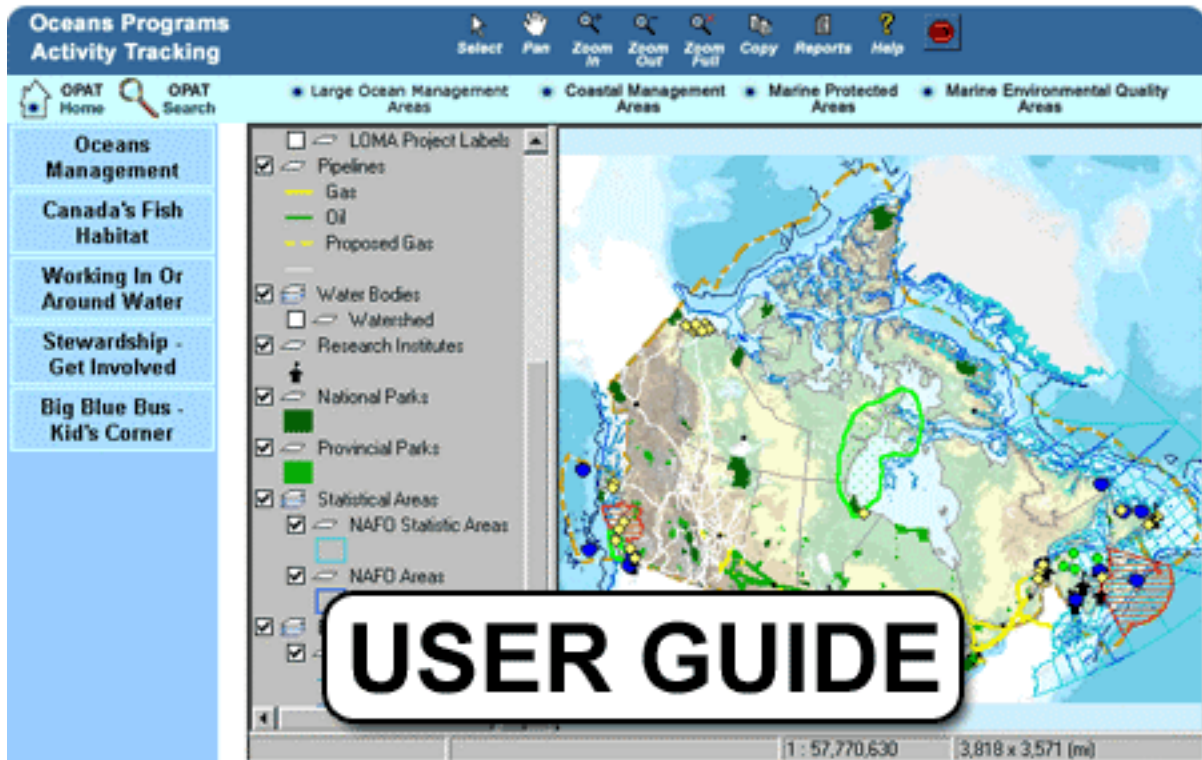 Oceans Programs
Activity Tracking
Select Pan Zoom In Zoom Out Zoom Full Copy Reports Help
OPAT Home
OPAT Search
Large Ocean Management Areas
Coastal Management Areas
Marine Protected Areas
Marine Environmental Quality Areas
Oceans
Management
Canada's Fish
Habitat
Working In Or
Around Water
Stewardship -
Get Involved
Big Blue Bus -
Kid's Corner
LOMA Project Labels
Pipelines
Gas
Oil
Proposed Gas
Water Bodies
Watershed
Research Institutes
National Parks
Provincial Parks
Statistical Areas
NAFO Statistic Areas
NAFO Areas
USER GUIDE
1 : 57,770,630
3,818 x 3,571 (mi)